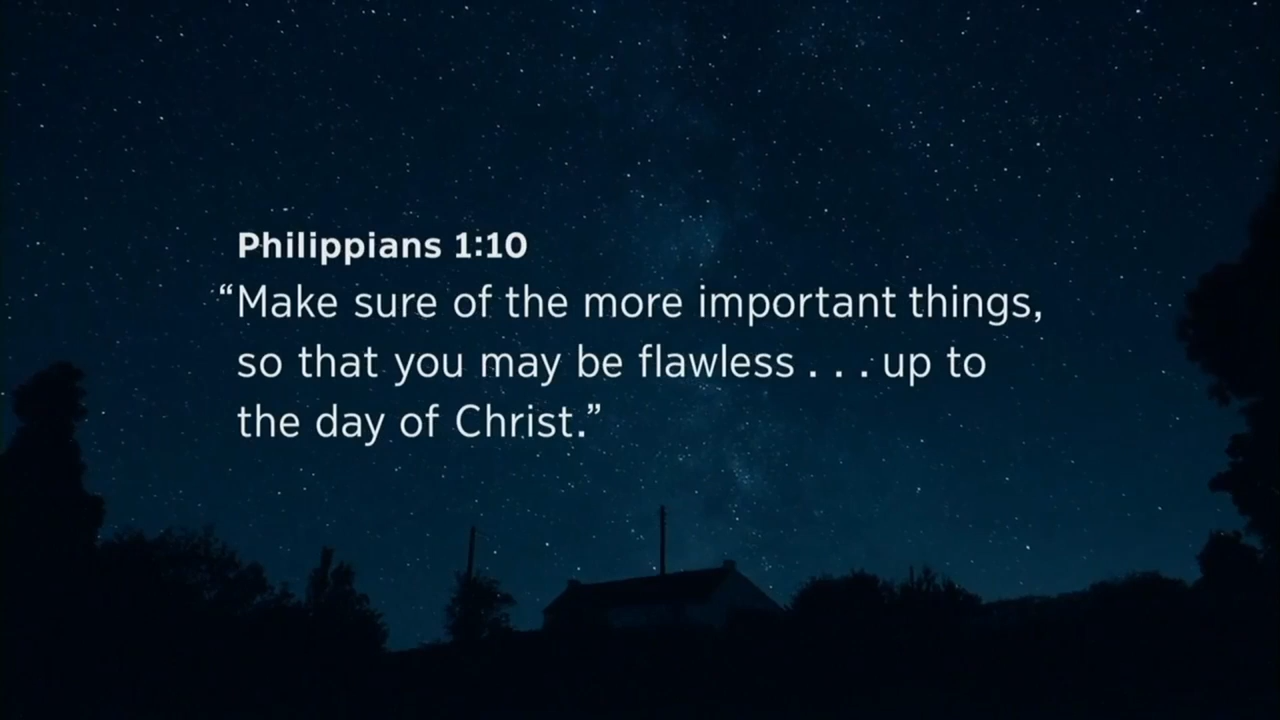 Philippians 1:10
“Make sure of the more important things,
so that you may be flawless . . . up to
the day of Christ.”